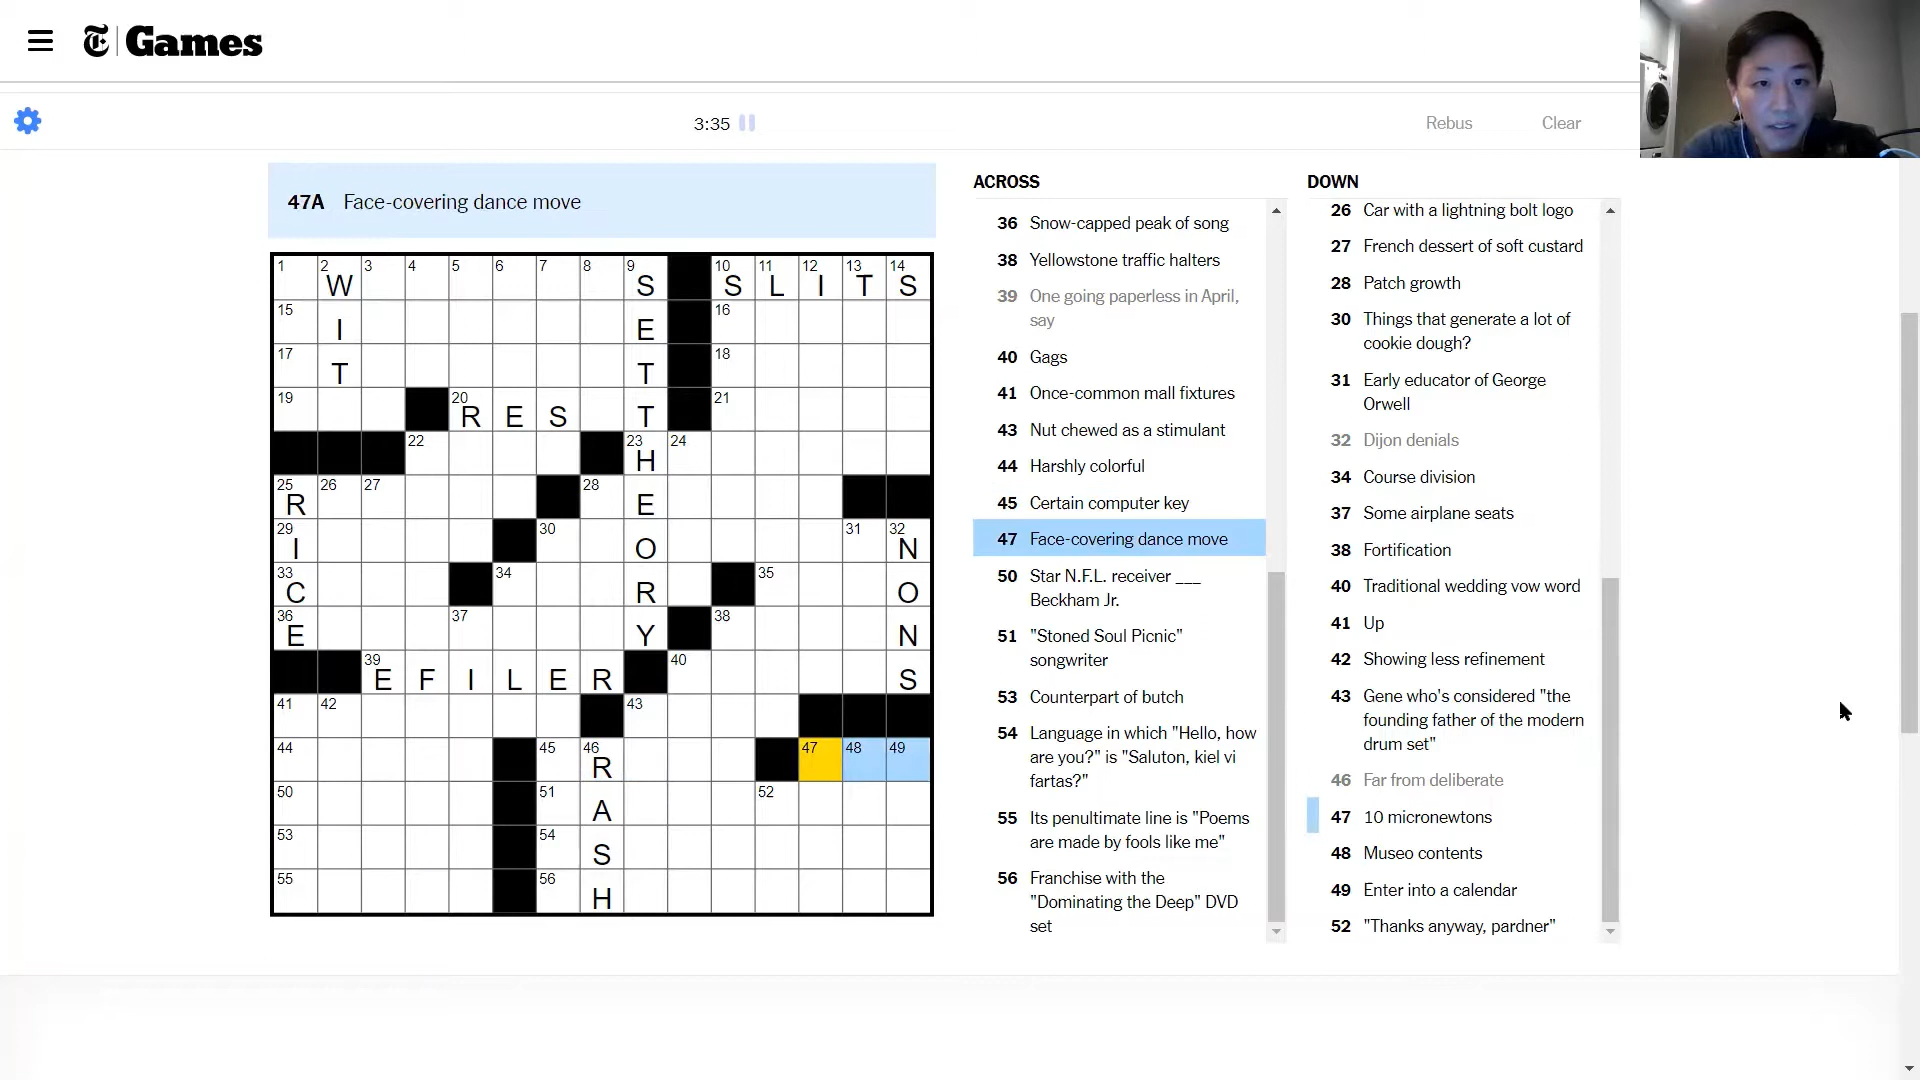 T Games
3:35
Rebus
Clear
47A Face-covering dance move
1 2 3 4 5 6 7 8 9 10 11 12 13 14
W S S L I T S
15 16
I E
17 18
T T
19 20 21
R E S T
22 23 24
H
25 26 27 28
R E
29 30 31 32
I O N
33 34 35
C R O
36 37 38
E Y N
39 40
E F I L E R S
41 42 43
44 45 46 47 48 49
R
50 51 52
A
53 54
S
55 56
H
ACROSS
36 Snow-capped peak of song
38 Yellowstone traffic halters
39 One going paperless in April,
say
40 Gags
41 Once-common mall fixtures
43 Nut chewed as a stimulant
44 Harshly colorful
45 Certain computer key
47 Face-covering dance move
50 Star N.F.L. receiver ___
Beckham Jr.
51 "Stoned Soul Picnic"
songwriter
53 Counterpart of butch
54 Language in which "Hello, how
are you?" is "Saluton, kiel vi
fartas?"
55 Its penultimate line is "Poems
are made by fools like me"
56 Franchise with the
"Dominating the Deep" DVD
set
DOWN
26 Car with a lightning bolt logo
27 French dessert of soft custard
28 Patch growth
30 Things that generate a lot of
cookie dough?
31 Early educator of George
Orwell
32 Dijon denials
34 Course division
37 Some airplane seats
38 Fortification
40 Traditional wedding vow word
41 Up
42 Showing less refinement
43 Gene who's considered "the
founding father of the modern
drum set"
46 Far from deliberate
47 10 micronewtons
48 Museo contents
49 Enter into a calendar
52 "Thanks anyway, pardner"